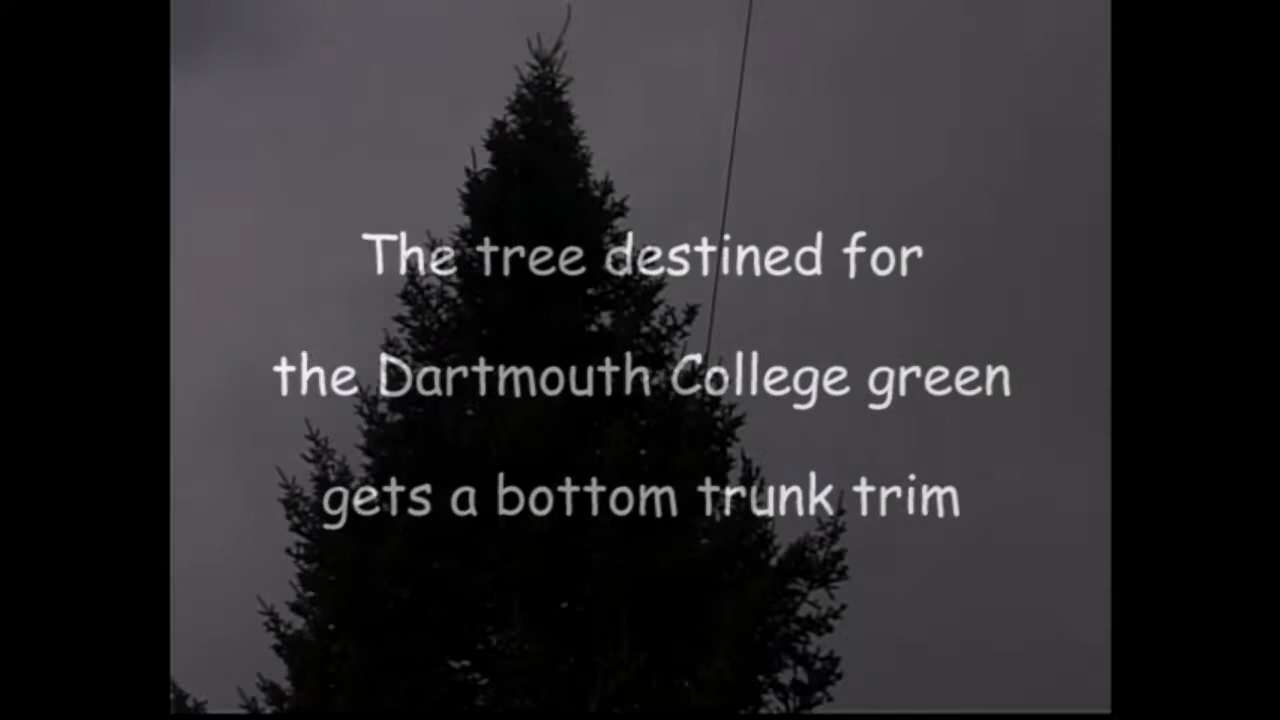 The tree destined for
the Dartmouth College green
gets a bottom trunk trim